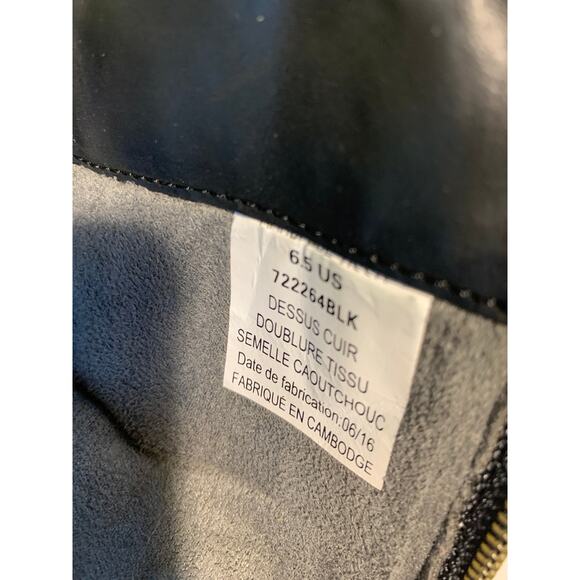 6.5 US
722264BLK
DESSUS CUIR
DOUBLURE TISSU
SEMELLE CAOUTCHOUC
Date de fabrication:06/16
FABRIQUÉ EN CAMBODGE